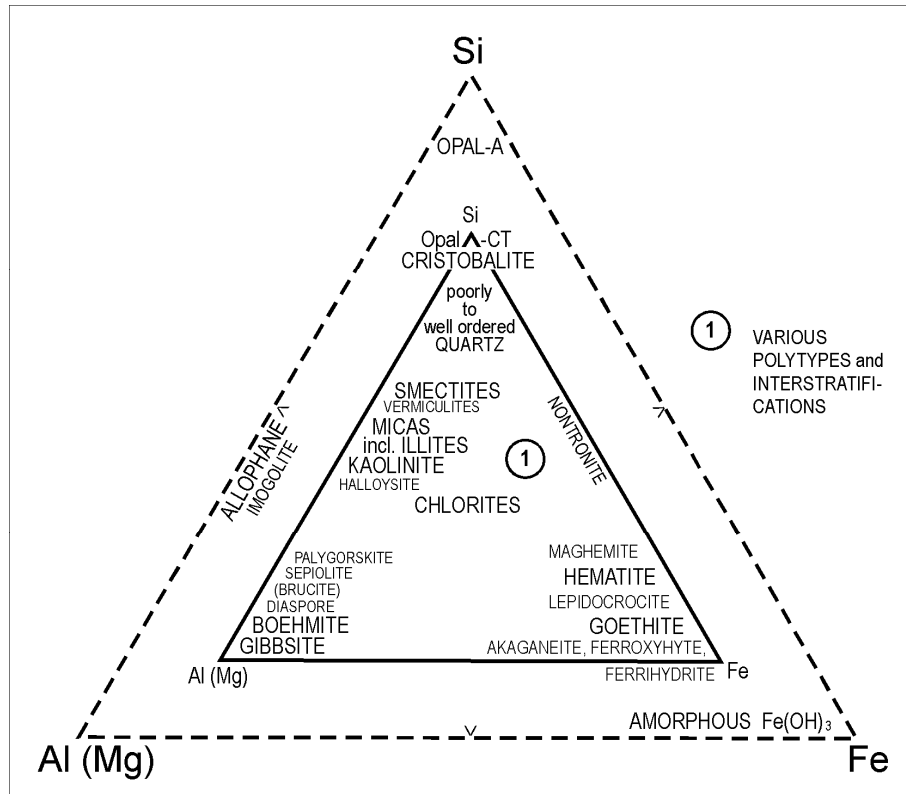 Si
OPAL-A
Si
Opal -CT
CRISTOBALITE
poorly
to
well ordered
QUARTZ
1
VARIOUS
POLYTYPES and
INTERSTRATIFI-
CATIONS
SMECTITES
VERMICULITES
MICAS
incl. ILLITES
KAOLINITE
HALLOYSITE
CHLORITES
1
NONTRONITE
ALLOPHANE
IMOGOLITE
PALYGORSKITE
SEPIOLITE
(BRUCITE)
DIASPORE
BOEHMITE
GIBBSITE
MAGHEMITE
HEMATITE
LEPIDOCROCITE
GOETHITE
AKAGANEITE, FERROXYHYTE,
FERRIHYDRITE
Al (Mg)
Fe
AMORPHOUS Fe(OH)₃
Al (Mg)
Fe